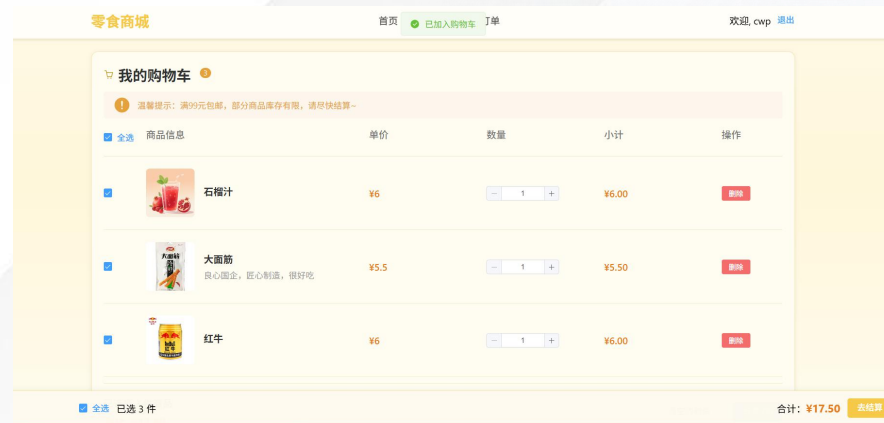 零食商城
首页
已加入购物车
订单
欢迎, cwp 退出
我的购物车 3
温馨提示：满99元包邮，部分商品库存有限，请尽快结算~
全选 商品信息 单价 数量 小计 操作
石榴汁 ¥6 － 1 ＋ ¥6.00 删除
大面筋
良心国企，匠心制造，很好吃
¥5.5 － 1 ＋ ¥5.50 删除
大面筋
红牛 ¥6 － 1 ＋ ¥6.00 删除
红牛
全选 已选 3 件 合计：¥17.50 去结算